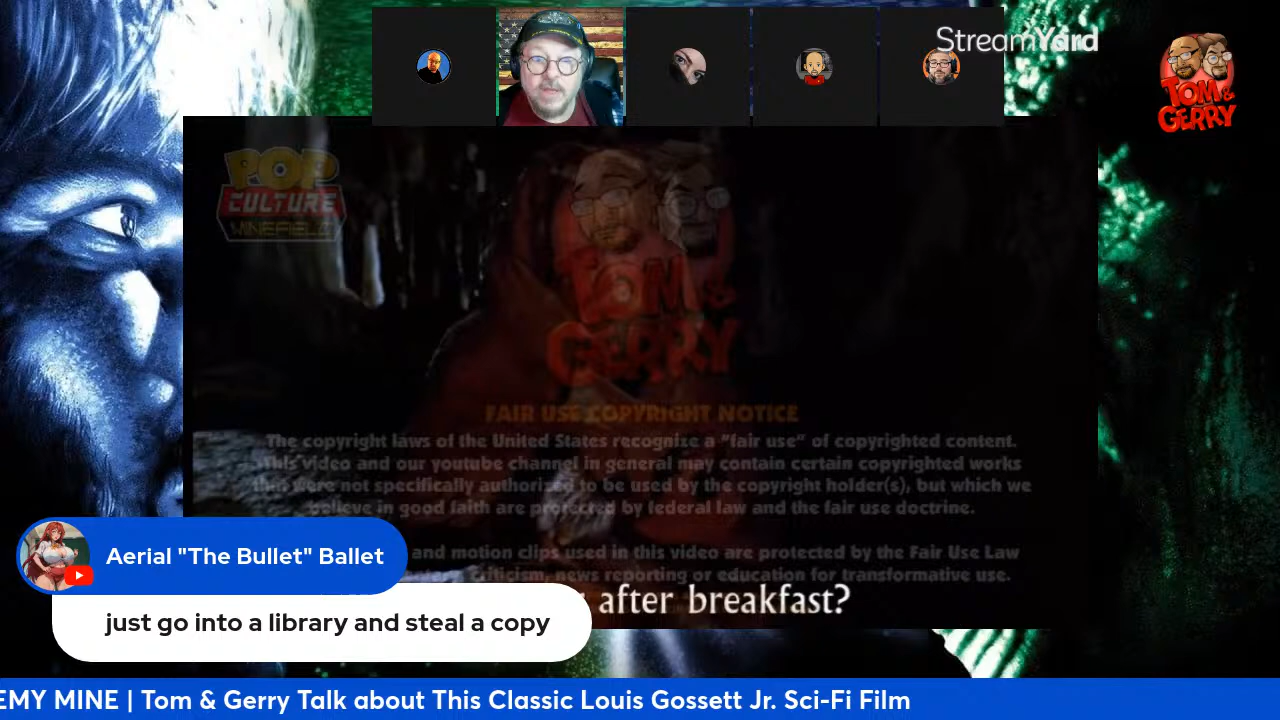 StreamYard
TOM &
GERRY
POP
CULTURE
MINEFIELD
TOM &
GERRY
FAIR USE COPYRIGHT NOTICE
The copyright laws of the United States recognize a "fair use" of copyrighted content.
This video and our youtube channel in general may contain certain copyrighted works
that were not specifically authorized to be used by the copyright holder(s), but which we
believe in good faith are protected by federal law and the fair use doctrine.
and motion clips used in this video are protected by the Fair Use Law
criticism, news reporting or education for transformative use.
after breakfast?
Aerial "The Bullet" Ballet
just go into a library and steal a copy
EMY MINE | Tom & Gerry Talk about This Classic Louis Gossett Jr. Sci-Fi Film